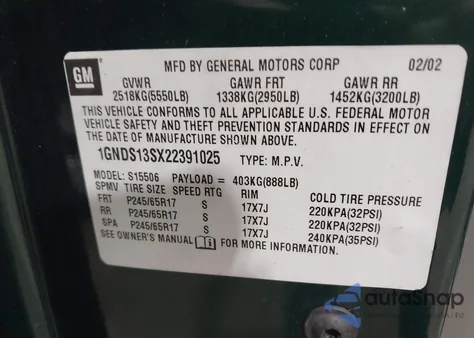 GM
MFD BY GENERAL MOTORS CORP 02/02
GVWR GAWR FRT GAWR RR
2518KG(5550LB) 1338KG(2950LB) 1452KG(3200LB)
THIS VEHICLE CONFORMS TO ALL APPLICABLE U.S. FEDERAL MOTOR
VEHICLE SAFETY AND THEFT PREVENTION STANDARDS IN EFFECT ON
THE DATE OF MANUFACTURE SHOWN ABOVE.
1GNDS13SX22391025 TYPE: M.P.V.
MODEL: S15506 PAYLOAD = 403KG(888LB)
SPMV TIRE SIZE SPEED RTG RIM COLD TIRE PRESSURE
FRT P245/65R17 S 17X7J 220KPA(32PSI)
RR P245/65R17 S 17X7J 220KPA(32PSI)
SPA P245/65R17 S 17X7J 240KPA(35PSI)
SEE OWNER'S MANUAL FOR MORE INFORMATION.
autoSnap